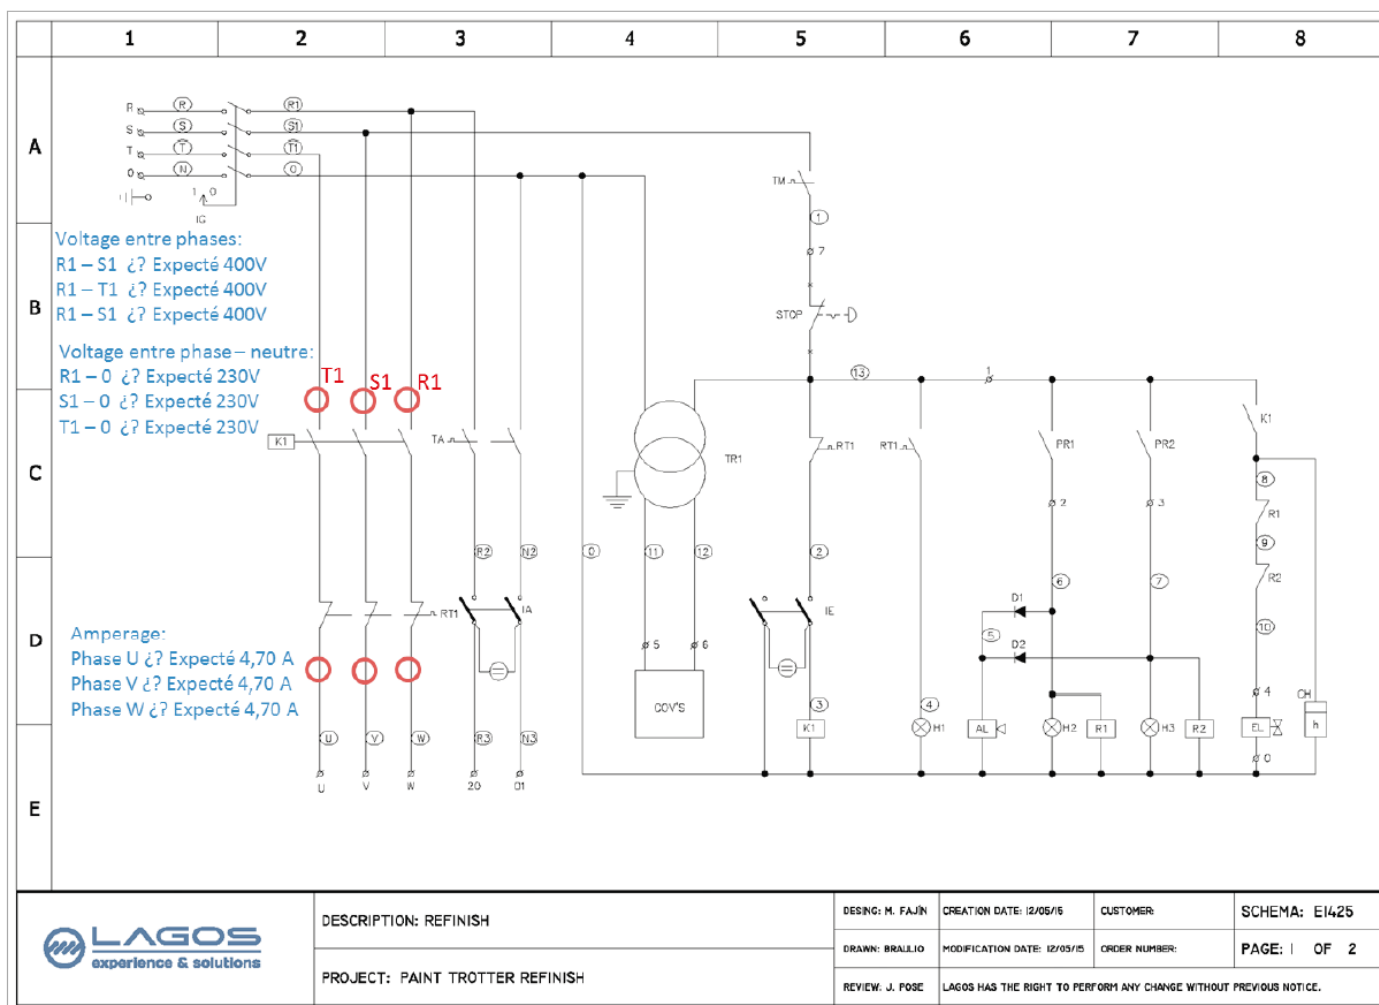 1 2 3 4 5 6 7 8
A
B
C
D
E
R R R1
S S S1
T T T1
0 N 0
1 0
IG
Voltage entre phases:
R1 – S1 ¿? Expecté 400V
R1 – T1 ¿? Expecté 400V
R1 – S1 ¿? Expecté 400V
Voltage entre phase – neutre:
R1 – 0 ¿? Expecté 230V
S1 – 0 ¿? Expecté 230V
T1 – 0 ¿? Expecté 230V
T1 S1 R1
TM
1
7
STOP
13 1
K1 TA TR1 RT1 RT1 PR1 PR2 K1
2 3
8
R1
9
R2
10
R2 N2 0 11 12 2 6 7
RT1 IA IE D1
5
D2
5 6
COV'S
Amperage:
Phase U ¿? Expecté 4,70 A
Phase V ¿? Expecté 4,70 A
Phase W ¿? Expecté 4,70 A
3 4 4 CH
K1 H1 AL H2 R1 H3 R2 EL h
0
U V W R3 N3
U V W 20 01
LAGOS
experience & solutions
DESCRIPTION: REFINISH
PROJECT: PAINT TROTTER REFINISH
DESING: M. FAJÍN CREATION DATE: 12/05/15 CUSTOMER: SCHEMA: E1425
DRAWN: BRAULIO MODIFICATION DATE: 12/05/15 ORDER NUMBER: PAGE: 1 OF 2
REVIEW: J. POSE LAGOS HAS THE RIGHT TO PERFORM ANY CHANGE WITHOUT PREVIOUS NOTICE.